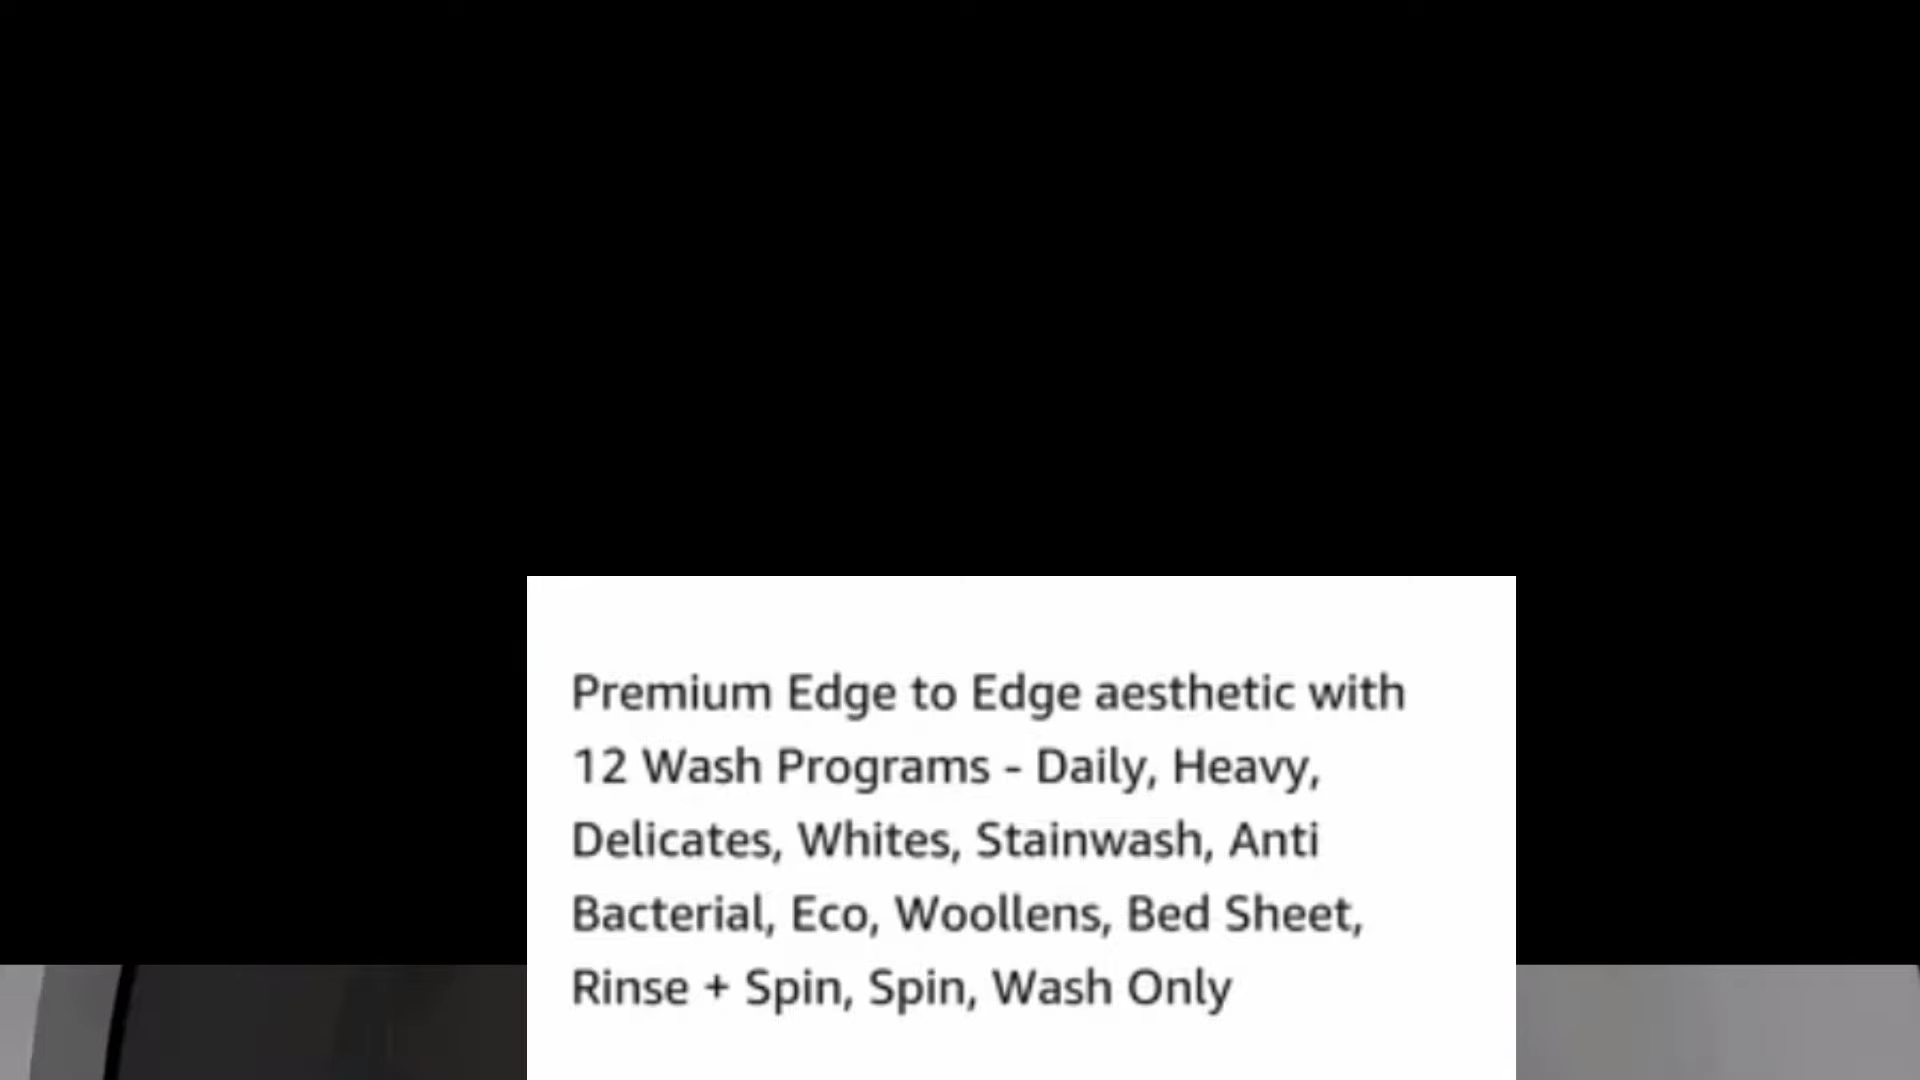 Premium Edge to Edge aesthetic with
12 Wash Programs - Daily, Heavy,
Delicates, Whites, Stainwash, Anti
Bacterial, Eco, Woollens, Bed Sheet,
Rinse + Spin, Spin, Wash Only